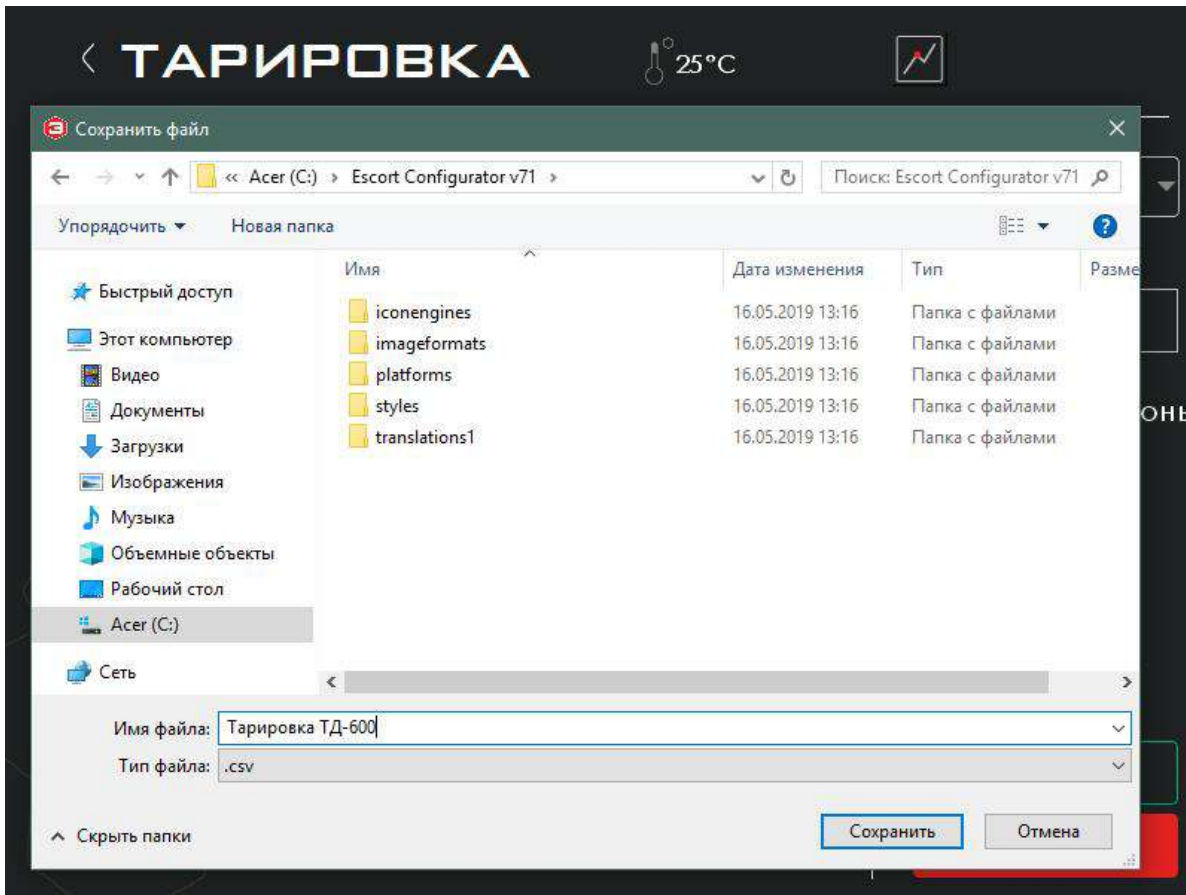 ТАРИРОВКА
25°C
Сохранить файл
« Acer (C:) › Escort Configurator v71 ›
Поиск: Escort Configurator v71
Упорядочить
Новая папка
Имя
Дата изменения
Тип
Разме
Быстрый доступ
Этот компьютер
Видео
Документы
Загрузки
Изображения
Музыка
Объемные объекты
Рабочий стол
Acer (C:)
Сеть
iconengines 16.05.2019 13:16 Папка с файлами
imageformats 16.05.2019 13:16 Папка с файлами
platforms 16.05.2019 13:16 Папка с файлами
styles 16.05.2019 13:16 Папка с файлами
translations1 16.05.2019 13:16 Папка с файлами
Имя файла: Тарировка ТД-600
Тип файла: .csv
Скрыть папки
Сохранить
Отмена